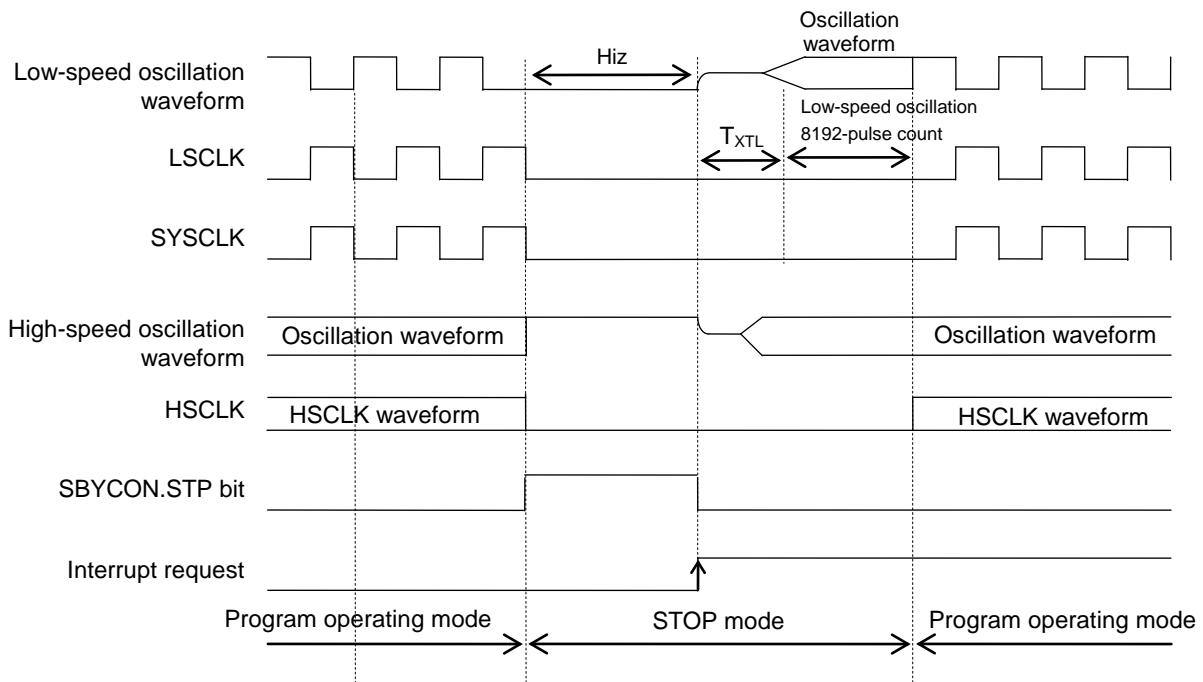 Oscillation
waveform
Low-speed oscillation
waveform
Hiz
Low-speed oscillation
8192-pulse count
TXTL
LSCLK
SYSCLK
High-speed oscillation
waveform
Oscillation waveform
Oscillation waveform
HSCLK
HSCLK waveform
HSCLK waveform
SBYCON.STP bit
Interrupt request
Program operating mode
STOP mode
Program operating mode